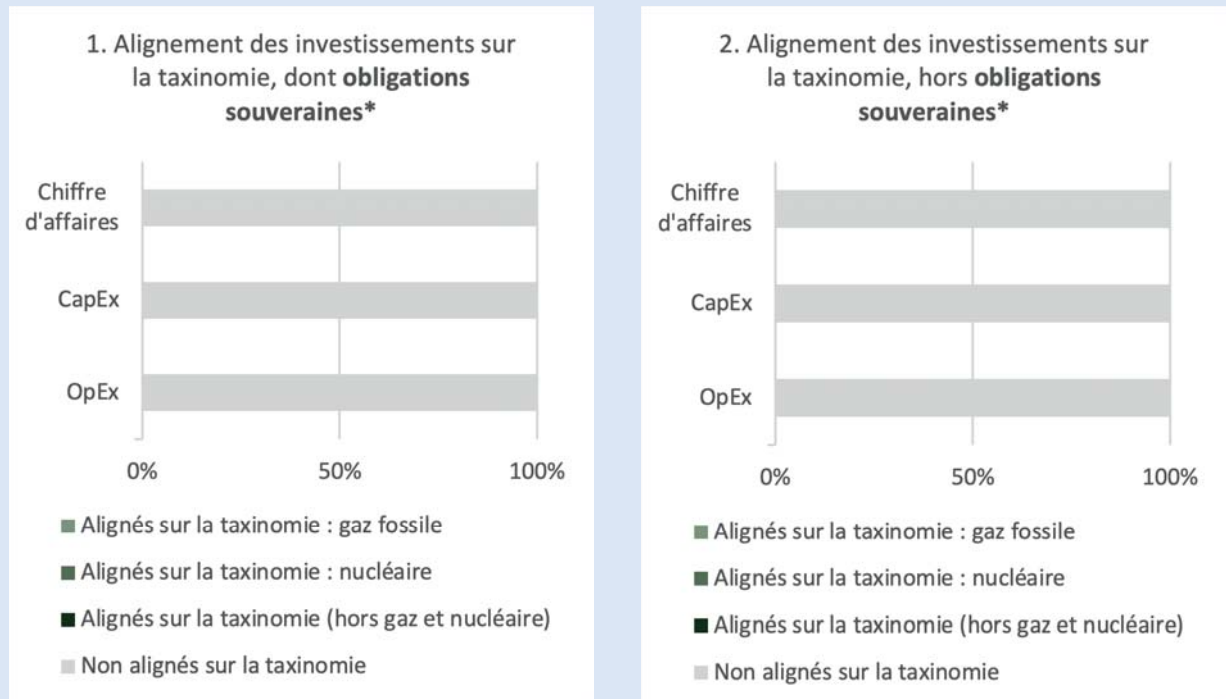 1. Alignement des investissements sur
la taxinomie, dont obligations
souveraines*
Chiffre
d'affaires
CapEx
OpEx
0%
50%
100%
Alignés sur la taxinomie : gaz fossile
Alignés sur la taxinomie : nucléaire
Alignés sur la taxinomie (hors gaz et nucléaire)
Non alignés sur la taxinomie
2. Alignement des investissements sur
la taxinomie, hors obligations
souveraines*
Chiffre
d'affaires
CapEx
OpEx
0%
50%
100%
Alignés sur la taxinomie : gaz fossile
Alignés sur la taxinomie : nucléaire
Alignés sur la taxinomie (hors gaz et nucléaire)
Non alignés sur la taxinomie